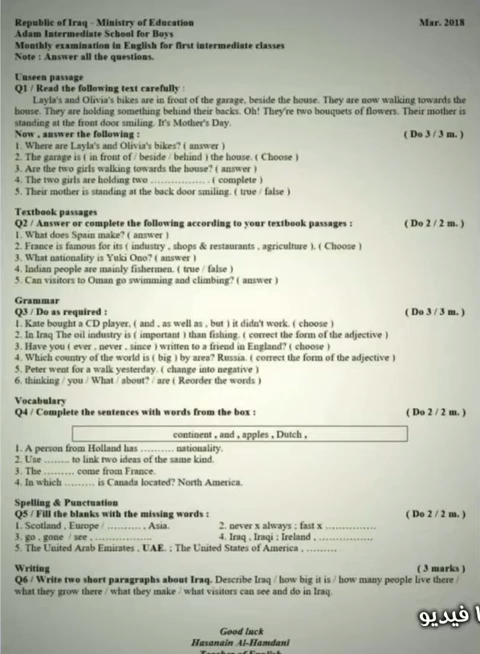 Republic of Iraq - Ministry of Education Mar. 2018
Adam Intermediate School for Boys
Monthly examination in English for first intermediate classes
Note : Answer all the questions.
Unseen passage
Q1 / Read the following text carefully :
Layla's and Olivia's bikes are in front of the garage, beside the house. They are now walking towards the
house. They are holding something behind their backs. Oh! They're two bouquets of flowers. Their mother is
standing at the front door smiling. It's Mother's Day.
Now , answer the following : ( Do 3 / 3 m. )
1. Where are Layla's and Olivia's bikes? ( answer )
2. The garage is ( in front of / beside / behind ) the house. ( Choose )
3. Are the two girls walking towards the house? ( answer )
4. The two girls are holding two ................. . ( complete )
5. Their mother is standing at the back door smiling. ( true / false )
Textbook passages
Q2 / Answer or complete the following according to your textbook passages : ( Do 2 / 2 m. )
1. What does Spain make? ( answer )
2. France is famous for its ( industry , shops & restaurants , agriculture ). ( Choose )
3. What nationality is Yuki Ono? ( answer )
4. Indian people are mainly fishermen. ( true / false )
5. Can visitors to Oman go swimming and climbing? ( answer )
Grammar
Q3 / Do as required : ( Do 3 / 3 m. )
1. Kate bought a CD player, ( and , as well as , but ) it didn't work. ( choose )
2. In Iraq The oil industry is ( important ) than fishing. ( correct the form of the adjective )
3. Have you ( ever , never , since ) written to a friend in England? ( choose )
4. Which country of the world is ( big ) by area? Russia. ( correct the form of the adjective )
5. Peter went for a walk yesterday. ( change into negative )
6. thinking / you / What / about? / are ( Reorder the words )
Vocabulary
Q4 / Complete the sentences with words from the box : ( Do 2 / 2 m. )
continent , and , apples , Dutch ,
1. A person from Holland has .......... nationality.
2. Use ........ to link two ideas of the same kind.
3. The ......... come from France.
4. In which ......... is Canada located? North America.
Spelling & Punctuation
Q5 / Fill the blanks with the missing words : ( Do 2 / 2 m. )
1. Scotland , Europe / .......... , Asia. 2. never x always ; fast x ...............
3. go , gone / see , ................. 4. Iraq , Iraqi ; Ireland , ...............
5. The United Arab Emirates , UAE. ; The United States of America , .........
Writing ( 3 marks )
Q6 / Write two short paragraphs about Iraq. Describe Iraq / how big it is / how many people live there /
what they grow there / what they make / what visitors can see and do in Iraq.
ا فيديو
Good luck
Hasanain Al-Hamdani
Teacher of English